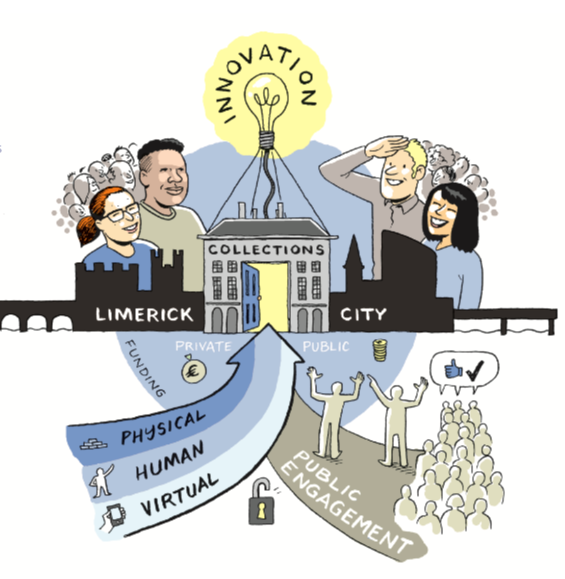 INNOVATION
COLLECTIONS
LIMERICK
CITY
FUNDING
PRIVATE
PUBLIC
€
PHYSICAL
HUMAN
VIRTUAL
PUBLIC
ENGAGEMENT